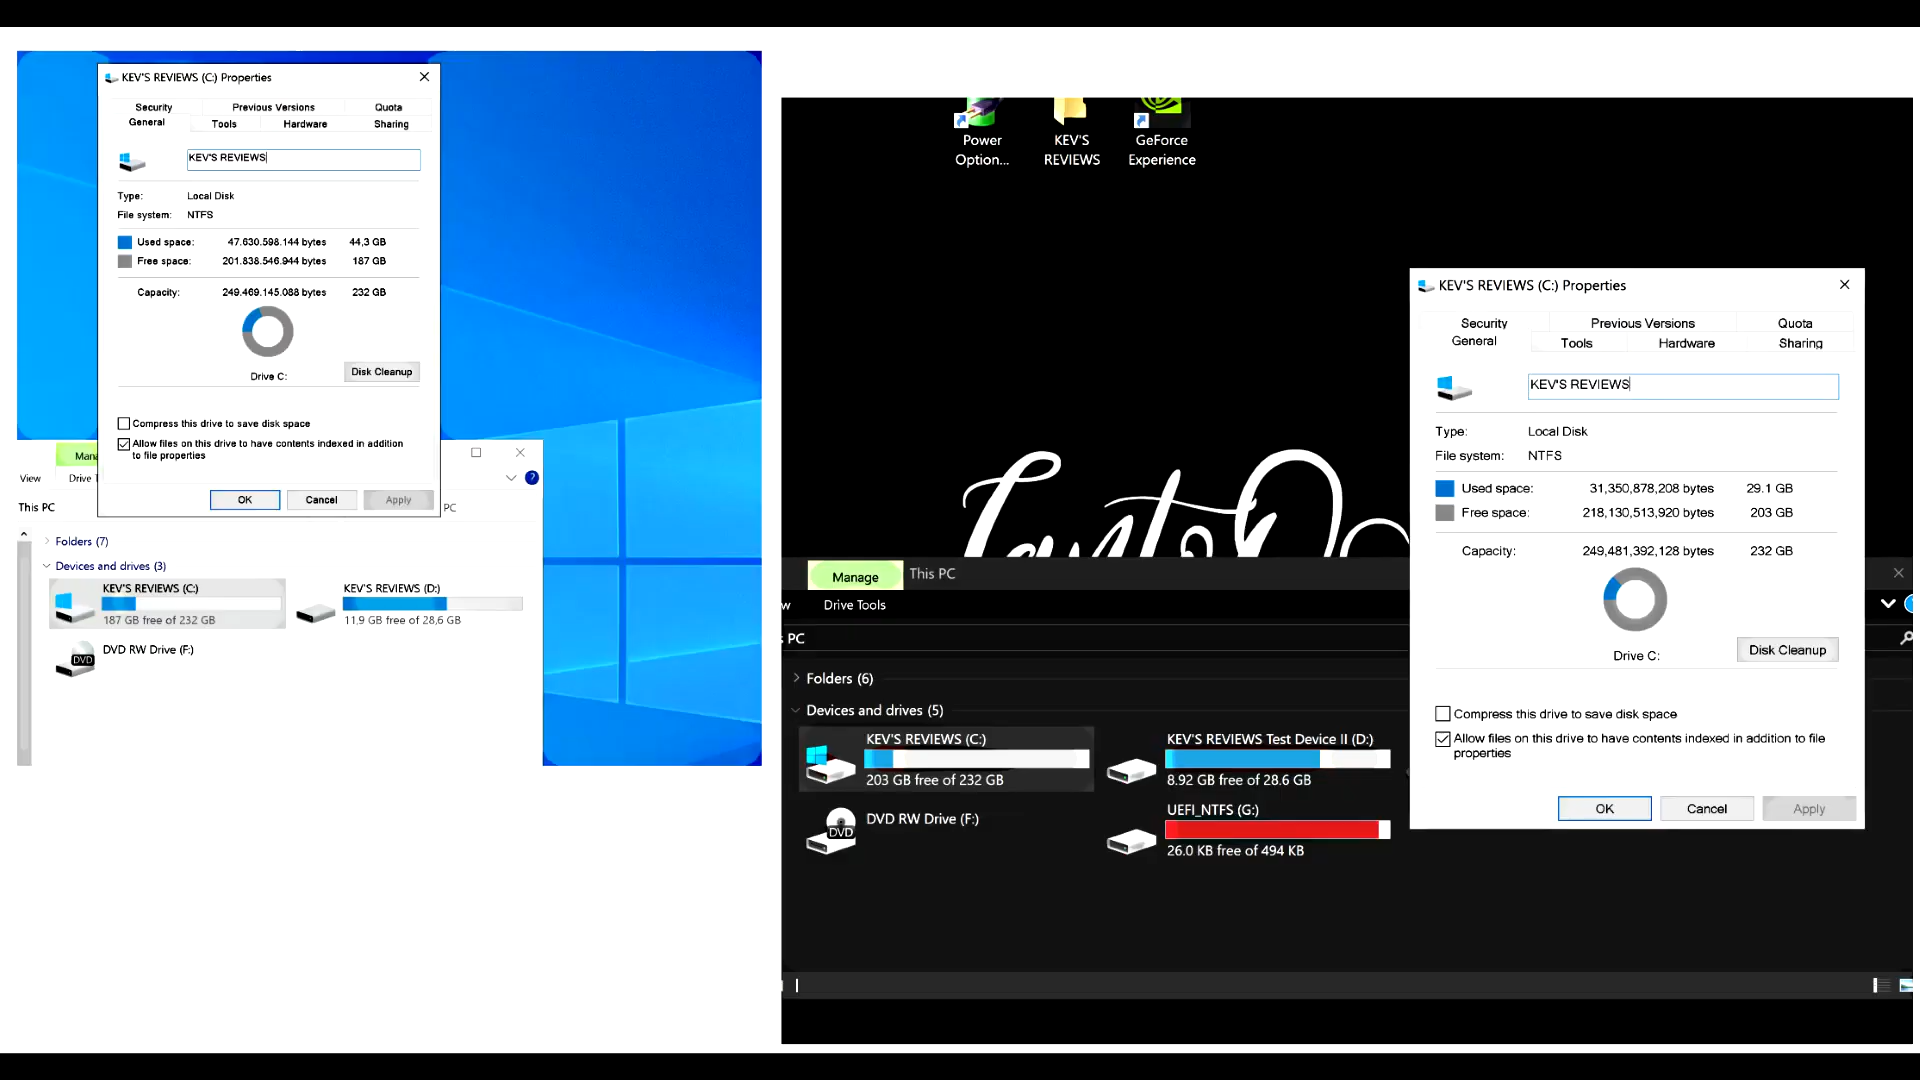 KEV'S REVIEWS (C:) Properties
Security Previous Versions Quota
General Tools Hardware Sharing
KEV'S REVIEWS
Type: Local Disk
File system: NTFS
Used space: 47.630.598.144 bytes 44,3 GB
Free space: 201.838.546.944 bytes 187 GB
Capacity: 249.469.145.088 bytes 232 GB
Drive C:
Disk Cleanup
Compress this drive to save disk space
Allow files on this drive to have contents indexed in addition
to file properties
OK Cancel Apply
View Drive
This PC
PC
Folders (7)
Devices and drives (3)
KEV'S REVIEWS (C:)
187 GB free of 232 GB
KEV'S REVIEWS (D:)
11,9 GB free of 28,6 GB
DVD RW Drive (F:)
DVD
Power
Option...
KEV'S
REVIEWS
GeForce
Experience
Manage
This PC
Drive Tools
PC
Folders (6)
Devices and drives (5)
KEV'S REVIEWS (C:)
203 GB free of 232 GB
KEV'S REVIEWS Test Device II (D:)
8.92 GB free of 28.6 GB
DVD RW Drive (F:)
DVD
UEFI_NTFS (G:)
26.0 KB free of 494 KB
KEV'S REVIEWS (C:) Properties
Security Previous Versions Quota
General Tools Hardware Sharing
KEV'S REVIEWS
Type: Local Disk
File system: NTFS
Used space: 31,350,878,208 bytes 29.1 GB
Free space: 218,130,513,920 bytes 203 GB
Capacity: 249,481,392,128 bytes 232 GB
Drive C:
Disk Cleanup
Compress this drive to save disk space
Allow files on this drive to have contents indexed in addition to file
properties
OK Cancel Apply